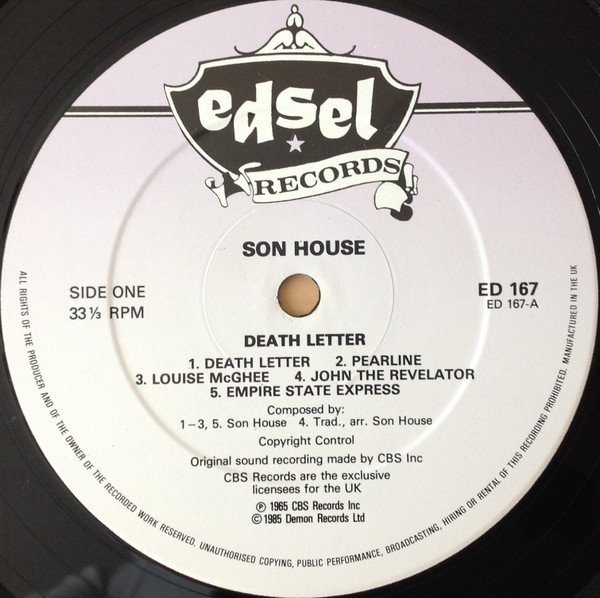 edsel
RECORDS
SON HOUSE
SIDE ONE
33⅓ RPM
ED 167
ED 167-A
DEATH LETTER
1. DEATH LETTER 2. PEARLINE
3. LOUISE McGHEE 4. JOHN THE REVELATOR
5. EMPIRE STATE EXPRESS
Composed by:
1–3, 5. Son House 4. Trad., arr. Son House
Copyright Control
Original sound recording made by CBS Inc
CBS Records are the exclusive
licensees for the UK
℗ 1965 CBS Records Inc
© 1985 Demon Records Ltd
ALL RIGHTS OF THE PRODUCER AND OF THE OWNER OF THE RECORDED WORK RESERVED. UNAUTHORISED COPYING, PUBLIC PERFORMANCE, BROADCASTING, HIRING OR RENTAL OF THIS RECORDING PROHIBITED. MANUFACTURED IN THE UK